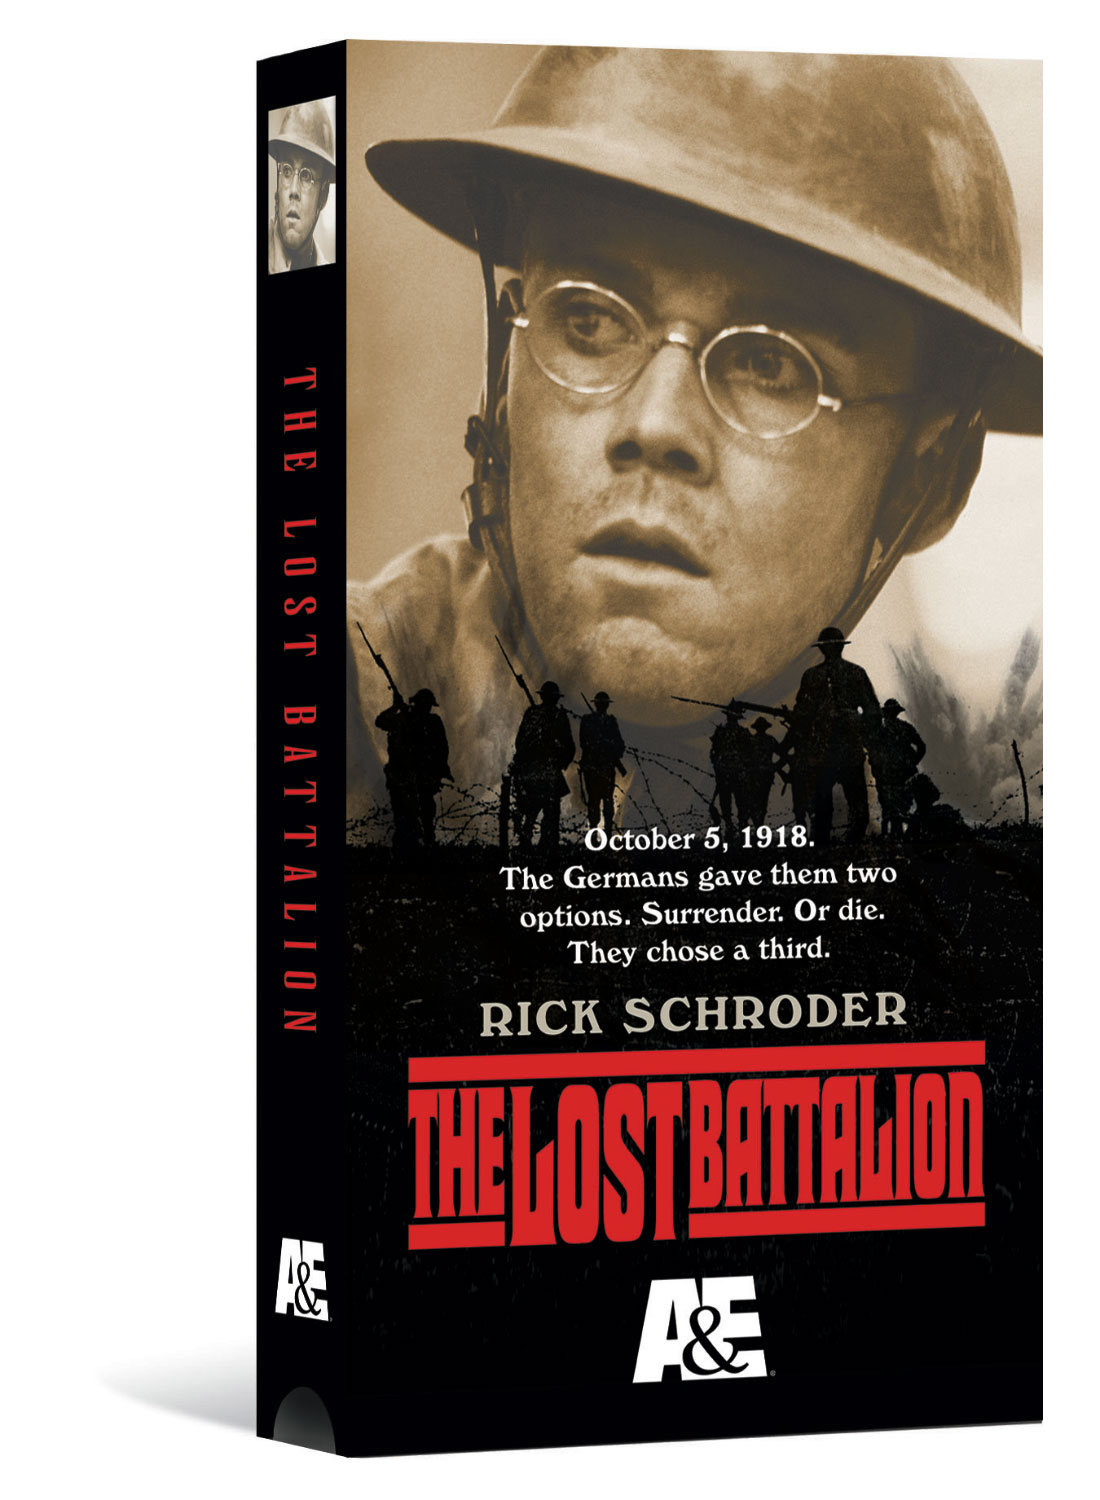 THE LOST BATTALION
A&E
October 5, 1918.
The Germans gave them two
options. Surrender. Or die.
They chose a third.
RICK SCHRODER
THE LOST BATTALION
A&E